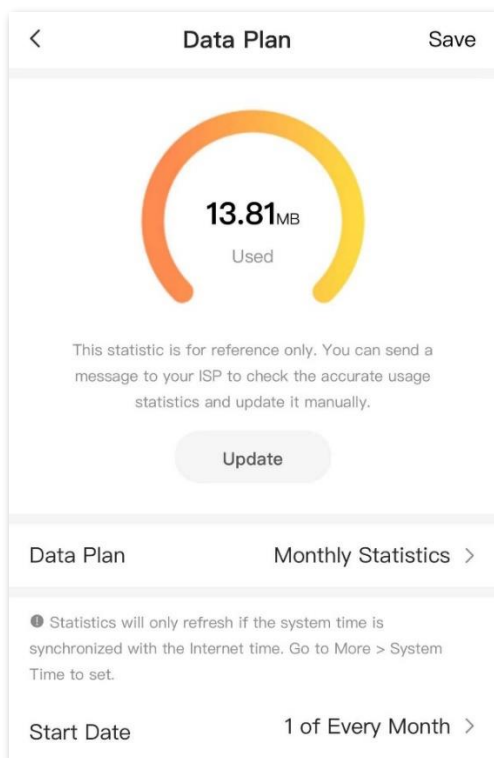 Data Plan Save
13.81MB
Used
This statistic is for reference only. You can send a
message to your ISP to check the accurate usage
statistics and update it manually.
Update
Data Plan Monthly Statistics
Statistics will only refresh if the system time is
synchronized with the Internet time. Go to More > System
Time to set.
Start Date 1 of Every Month